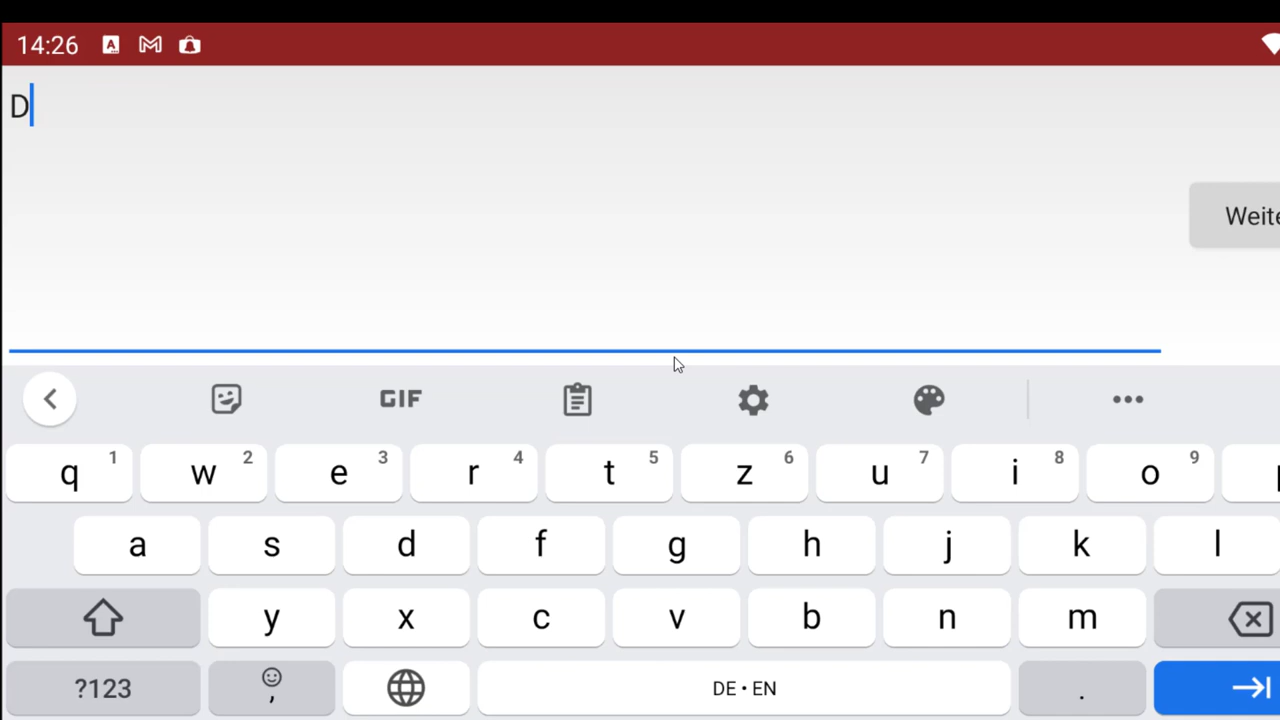 14:26
D
Weite
GIF
q 1 w 2 e 3 r 4 t 5 z 6 u 7 i 8 o 9
a s d f g h j k l
y x c v b n m
?123 , DE • EN .